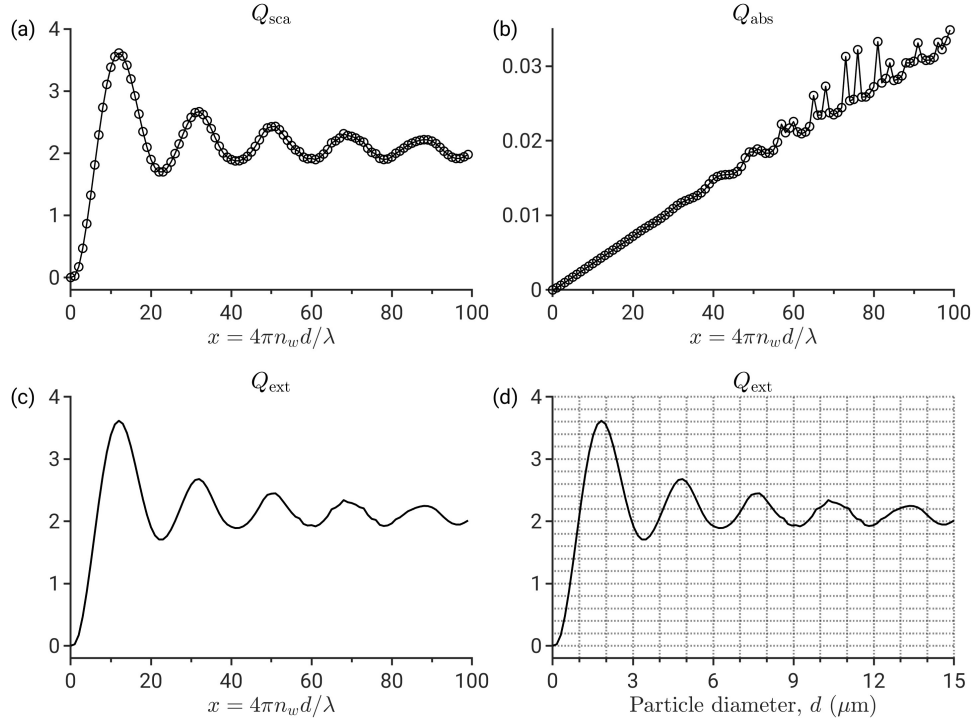 (a) Q_sca
4
3
2
1
0
0 20 40 60 80 100
x = 4πn_w d/λ
(b) Q_abs
0.03
0.02
0.01
0
0 20 40 60 80 100
x = 4πn_w d/λ
(c) Q_ext
4
3
2
1
0
0 20 40 60 80 100
x = 4πn_w d/λ
(d) Q_ext
4
3
2
1
0
0 3 6 9 12 15
Particle diameter, d (μm)